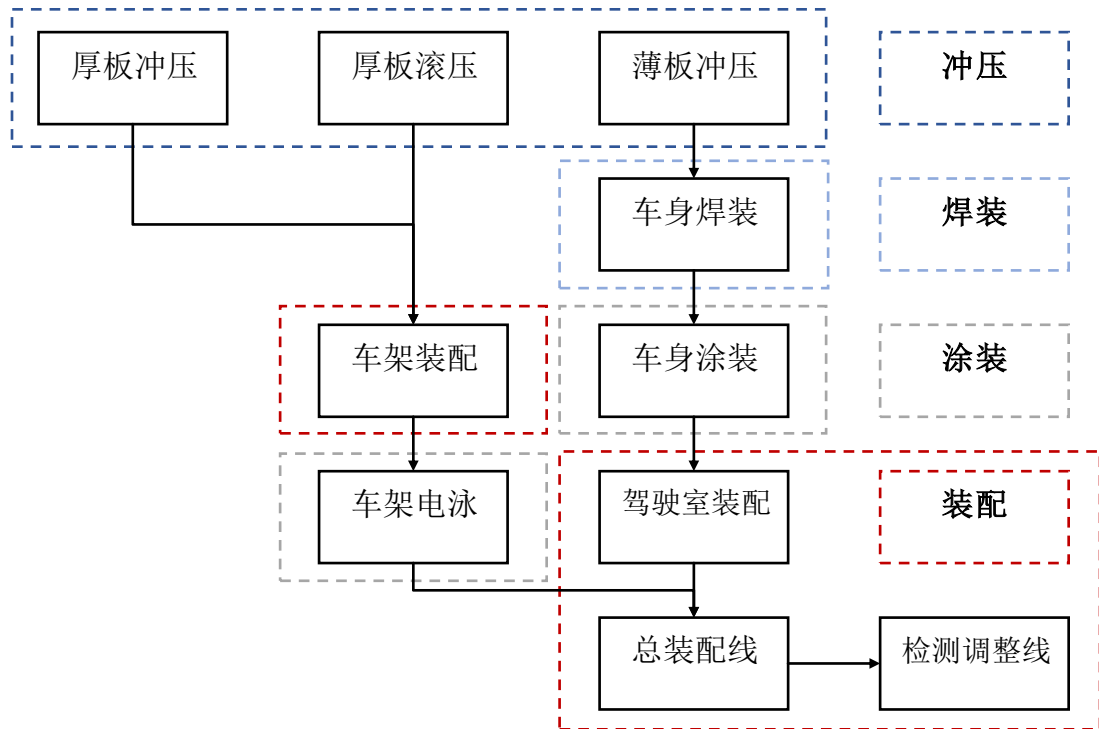 厚板冲压
厚板滚压
薄板冲压
冲压
车身焊装
焊装
车架装配
车身涂装
涂装
车架电泳
驾驶室装配
装配
总装配线
检测调整线